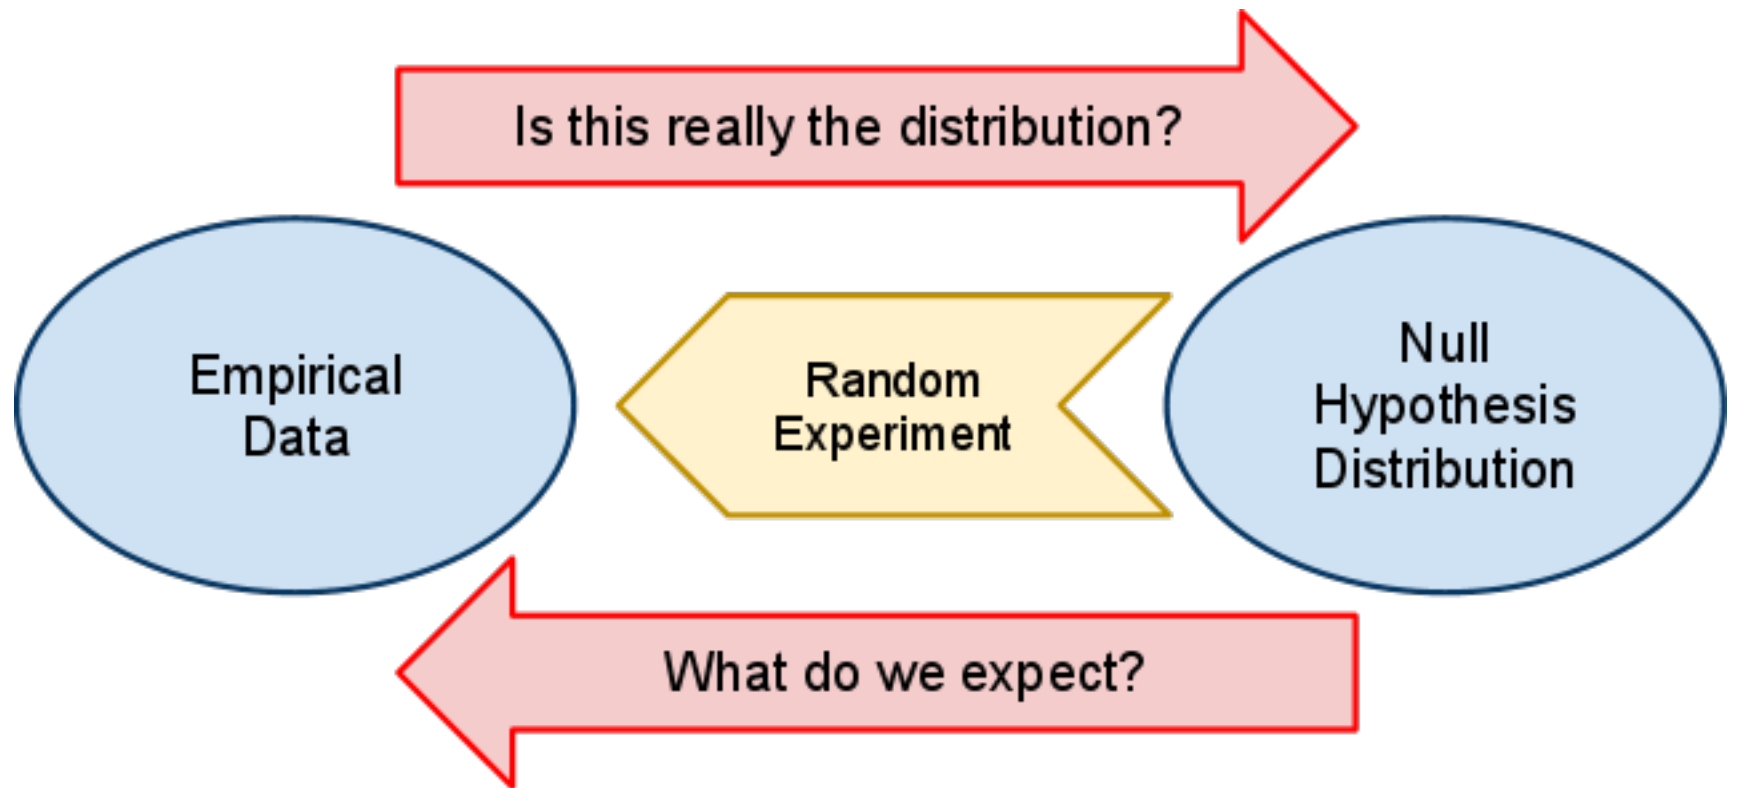 Is this really the distribution?
Empirical
Data
Random
Experiment
Null
Hypothesis
Distribution
What do we expect?